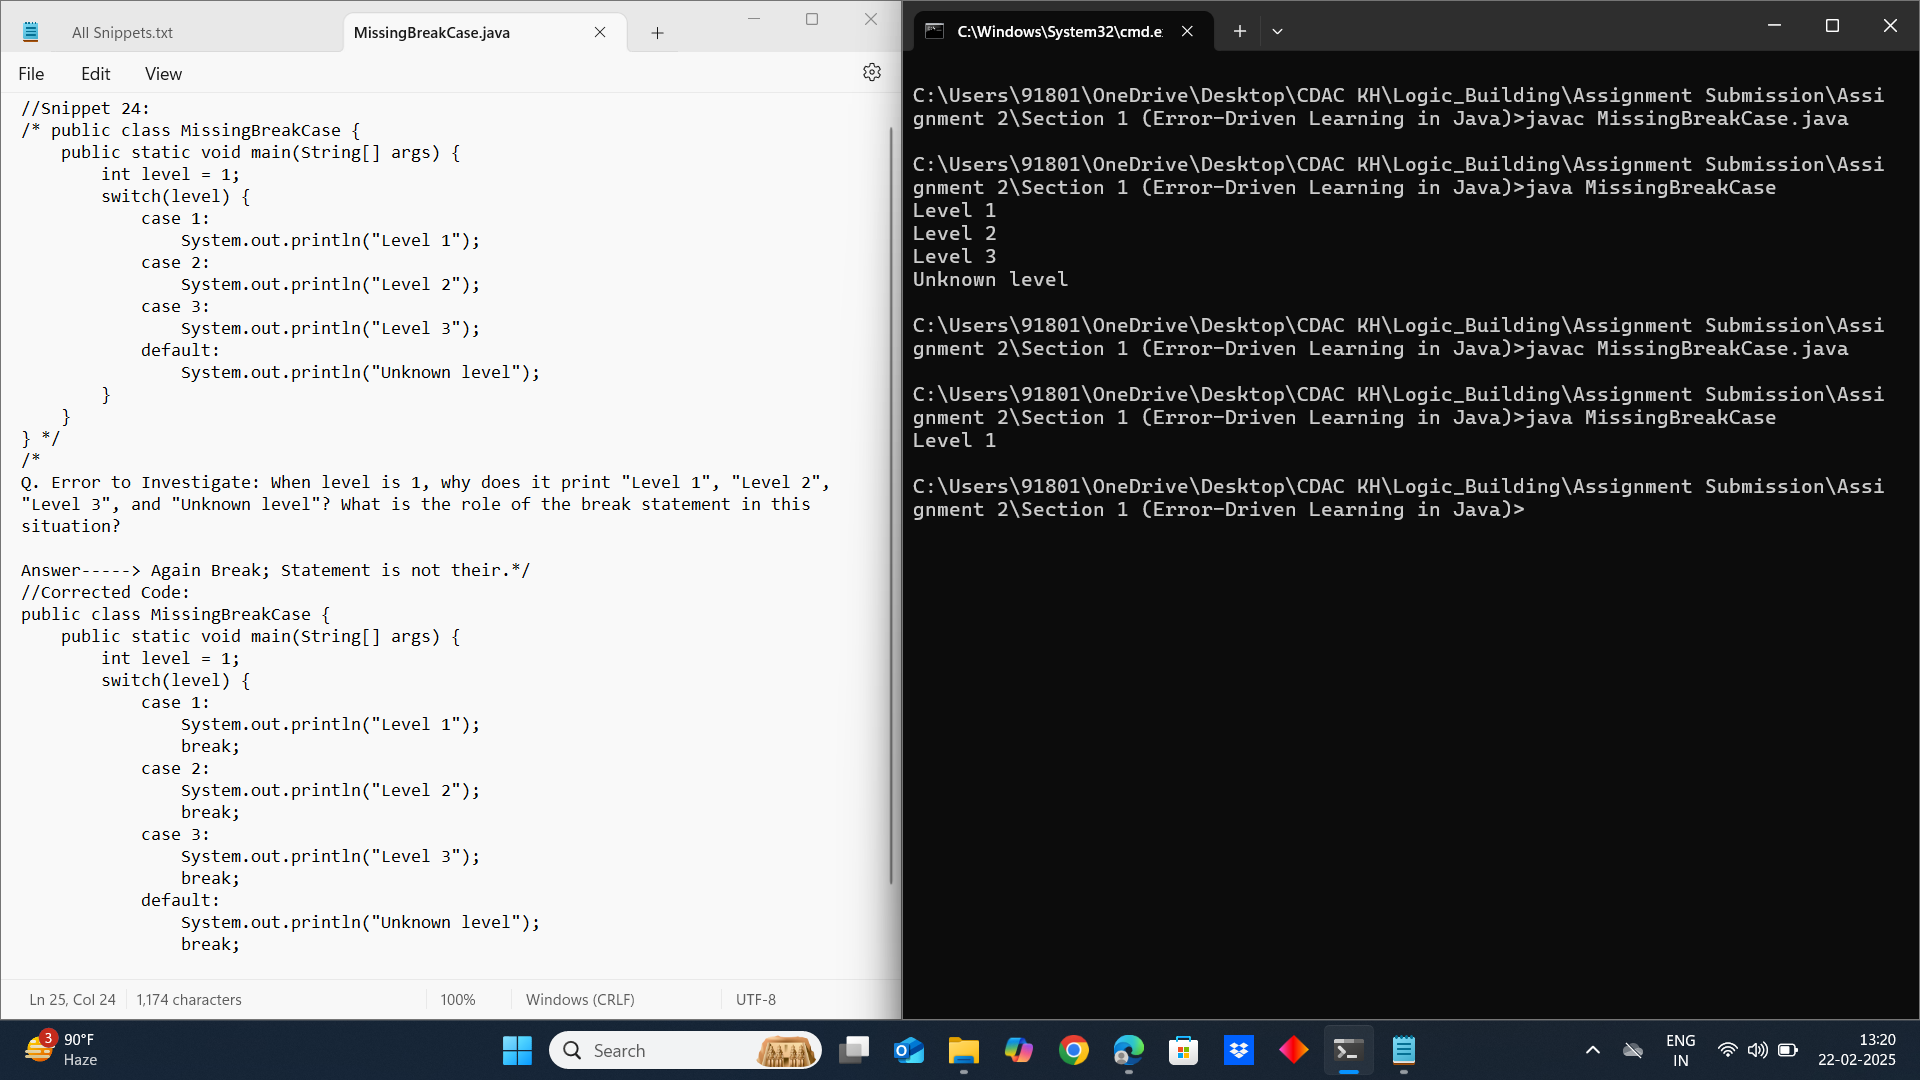 All Snippets.txt
MissingBreakCase.java
File Edit View
//Snippet 24:
/* public class MissingBreakCase {
    public static void main(String[] args) {
        int level = 1;
        switch(level) {
            case 1:
                System.out.println("Level 1");
            case 2:
                System.out.println("Level 2");
            case 3:
                System.out.println("Level 3");
            default:
                System.out.println("Unknown level");
        }
    }
} */
/*
Q. Error to Investigate: When level is 1, why does it print "Level 1", "Level 2",
"Level 3", and "Unknown level"? What is the role of the break statement in this
situation?

Answer-----> Again Break; Statement is not their.*/
//Corrected Code:
public class MissingBreakCase {
    public static void main(String[] args) {
        int level = 1;
        switch(level) {
            case 1:
                System.out.println("Level 1");
                break;
            case 2:
                System.out.println("Level 2");
                break;
            case 3:
                System.out.println("Level 3");
                break;
            default:
                System.out.println("Unknown level");
                break;
Ln 25, Col 24 1,174 characters 100% Windows (CRLF) UTF-8
C:\Windows\System32\cmd.e
C:\Users\91801\OneDrive\Desktop\CDAC KH\Logic_Building\Assignment Submission\Assi
gnment 2\Section 1 (Error-Driven Learning in Java)>javac MissingBreakCase.java

C:\Users\91801\OneDrive\Desktop\CDAC KH\Logic_Building\Assignment Submission\Assi
gnment 2\Section 1 (Error-Driven Learning in Java)>java MissingBreakCase
Level 1
Level 2
Level 3
Unknown level

C:\Users\91801\OneDrive\Desktop\CDAC KH\Logic_Building\Assignment Submission\Assi
gnment 2\Section 1 (Error-Driven Learning in Java)>javac MissingBreakCase.java

C:\Users\91801\OneDrive\Desktop\CDAC KH\Logic_Building\Assignment Submission\Assi
gnment 2\Section 1 (Error-Driven Learning in Java)>java MissingBreakCase
Level 1

C:\Users\91801\OneDrive\Desktop\CDAC KH\Logic_Building\Assignment Submission\Assi
gnment 2\Section 1 (Error-Driven Learning in Java)>
3
90°F
Haze
Search
ENG
IN
13:20
22-02-2025